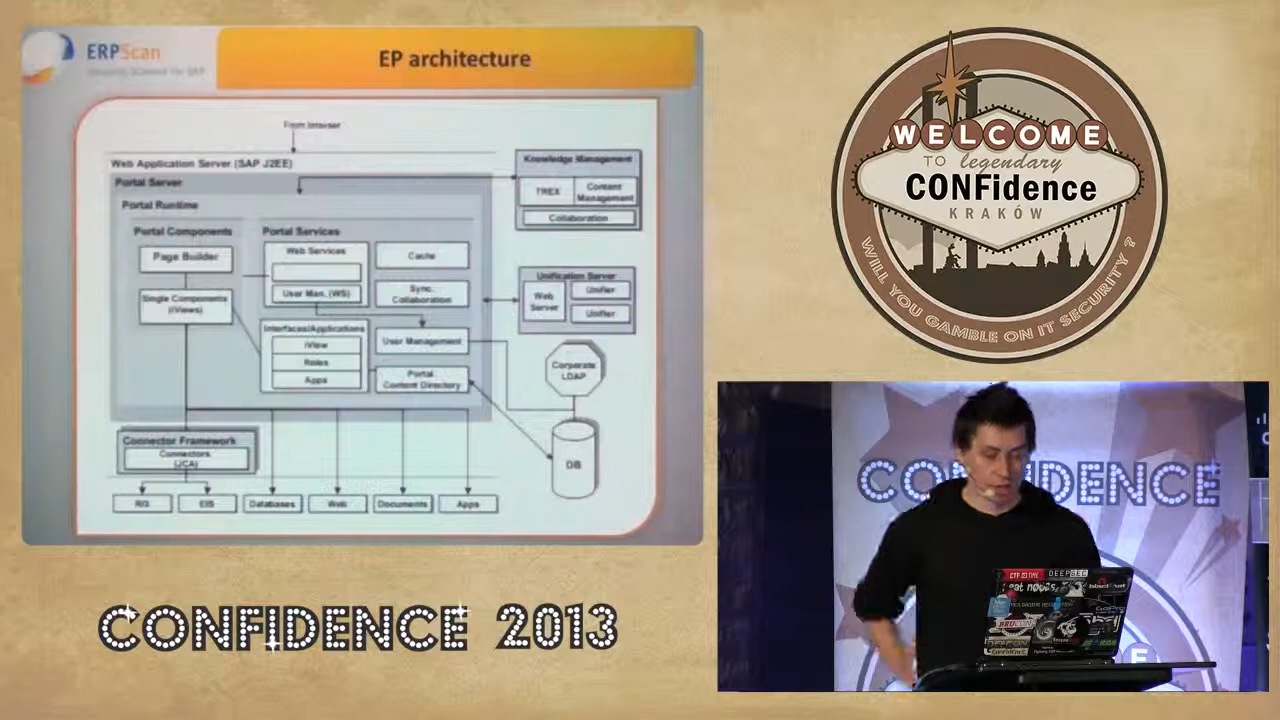 ERPScan
EP architecture
From browser
Web Application Server (SAP J2EE)
Portal Server
Portal Runtime
Portal Components
Page Builder
Single Components
(iViews)
Portal Services
Web Services
User Man. (WS)
Cache
Sync.
Collaboration
Interfaces/Applications
iView
Roles
Apps
User Management
Portal
Content Directory
Knowledge Management
TREX
Content
Management
Collaboration
Unification Server
Web
Server
Unifier
Unifier
Corporate
LDAP
DB
Connector Framework
Connectors
(JCA)
R/3
EIS
Databases
Web
Documents
Apps
WELCOME
TO legendary
CONFidence
KRAKÓW
WILL YOU GAMBLE ON IT SECURITY ?
CONFIDENCE
DEEPSEC
BRUCON
GoPro
CONFIDENCE 2013